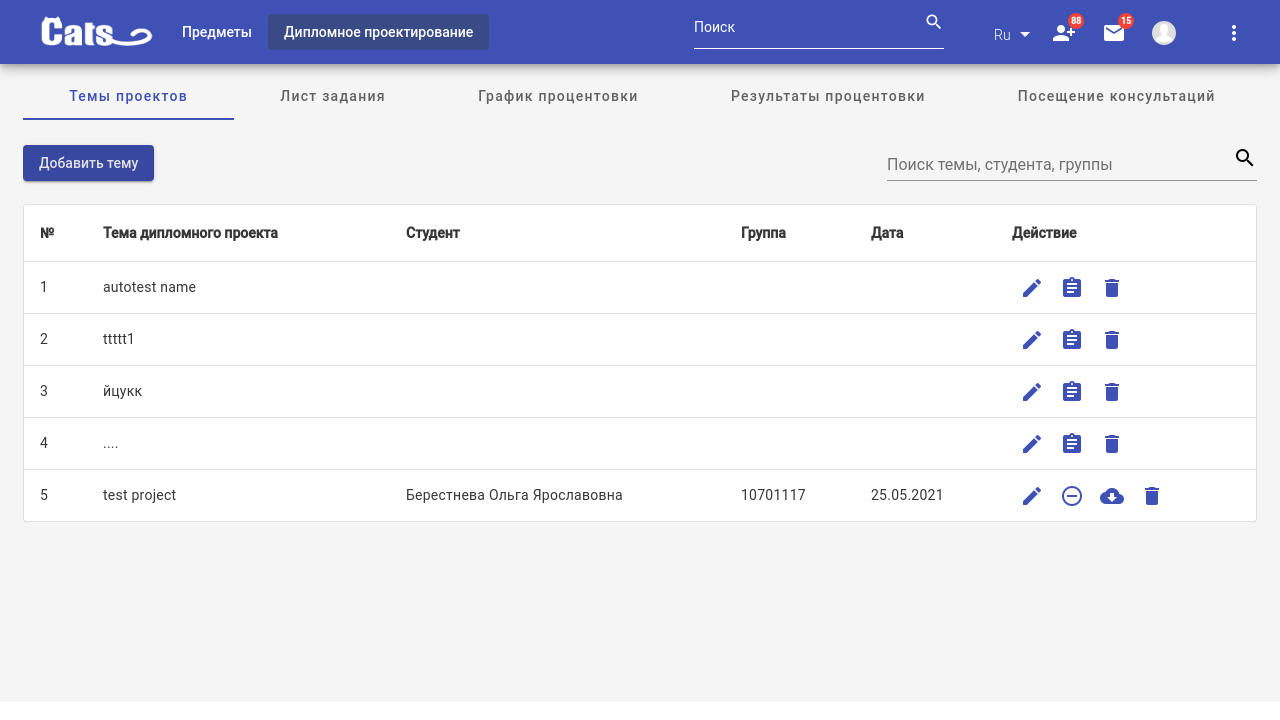 Cats Предметы Дипломное проектирование Поиск Ru 88 15
Темы проектов Лист задания График процентовки Результаты процентовки Посещение консультаций
Добавить тему Поиск темы, студента, группы
№ Тема дипломного проекта Студент Группа Дата Действие
1 autotest name
2 ttttt1
3 йцукк
4 ....
5 test project Берестнева Ольга Ярославовна 10701117 25.05.2021